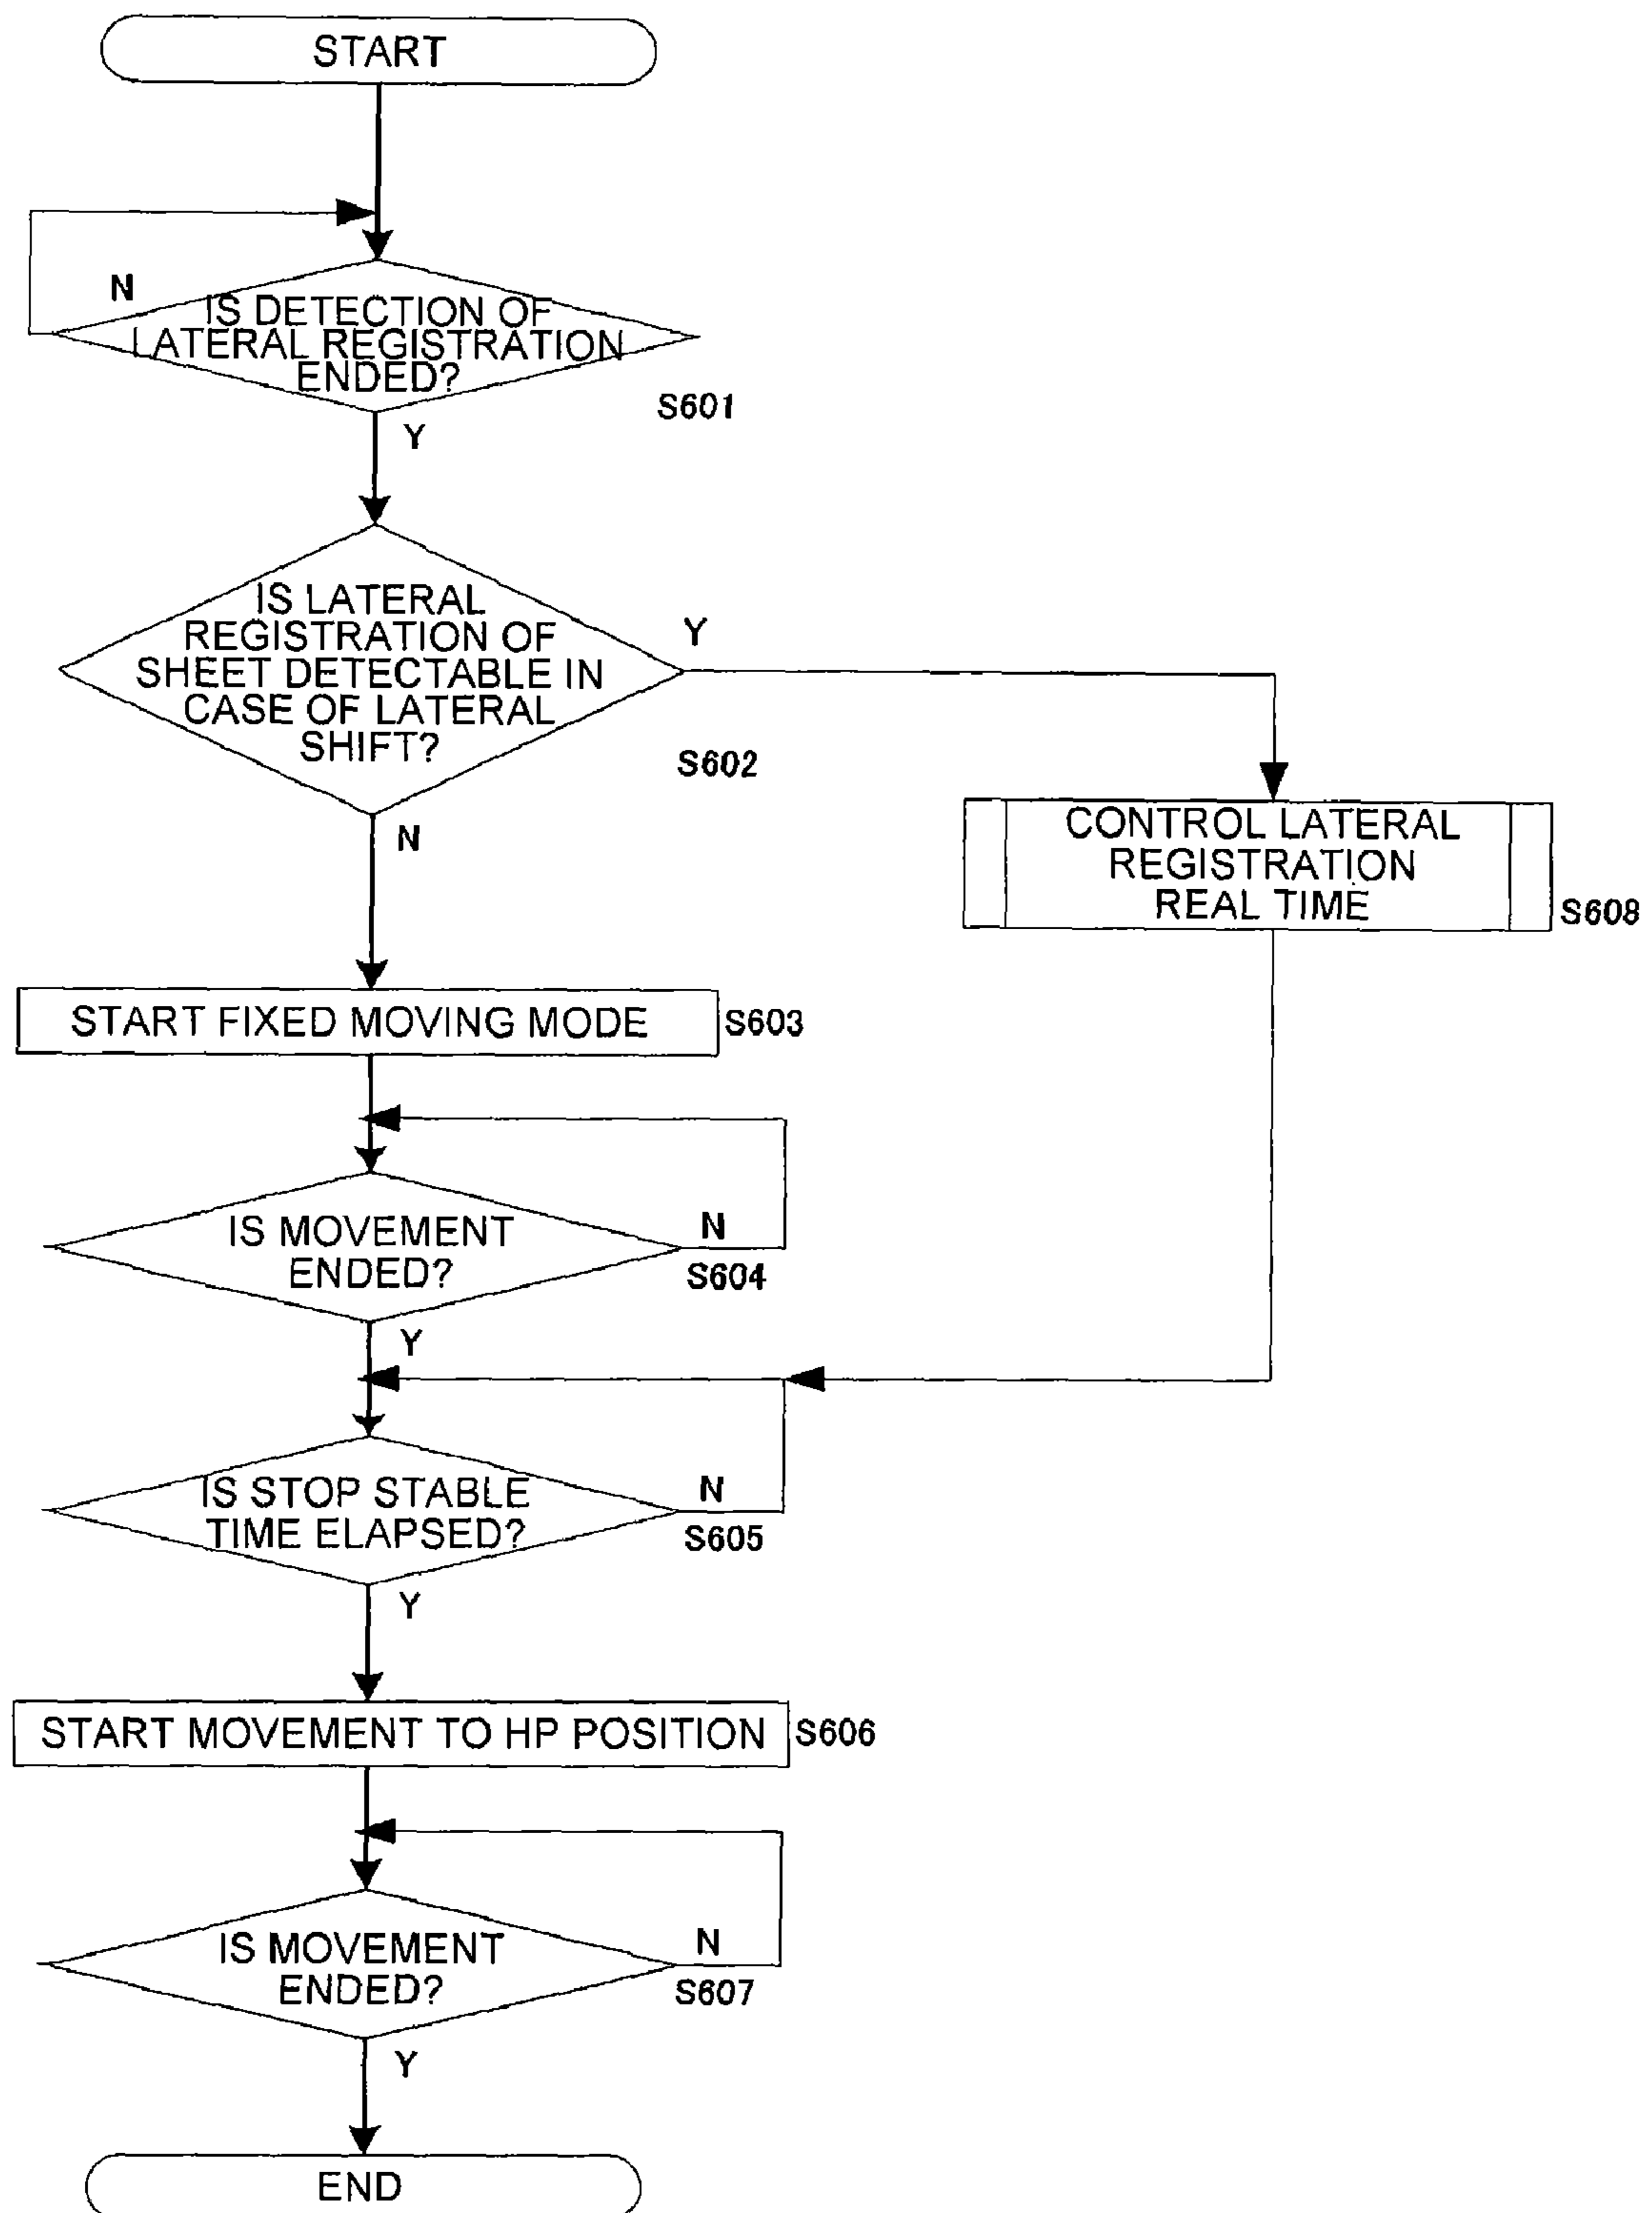 START
N
IS DETECTION OF
LATERAL REGISTRATION
ENDED?
S601
Y
IS LATERAL
REGISTRATION OF
SHEET DETECTABLE IN
CASE OF LATERAL
SHIFT?
Y
S602
N
CONTROL LATERAL
REGISTRATION
REAL TIME
S608
START FIXED MOVING MODE
S603
IS MOVEMENT
ENDED?
N
S604
Y
IS STOP STABLE
TIME ELAPSED?
N
S605
Y
START MOVEMENT TO HP POSITION
S606
IS MOVEMENT
ENDED?
N
S607
Y
END